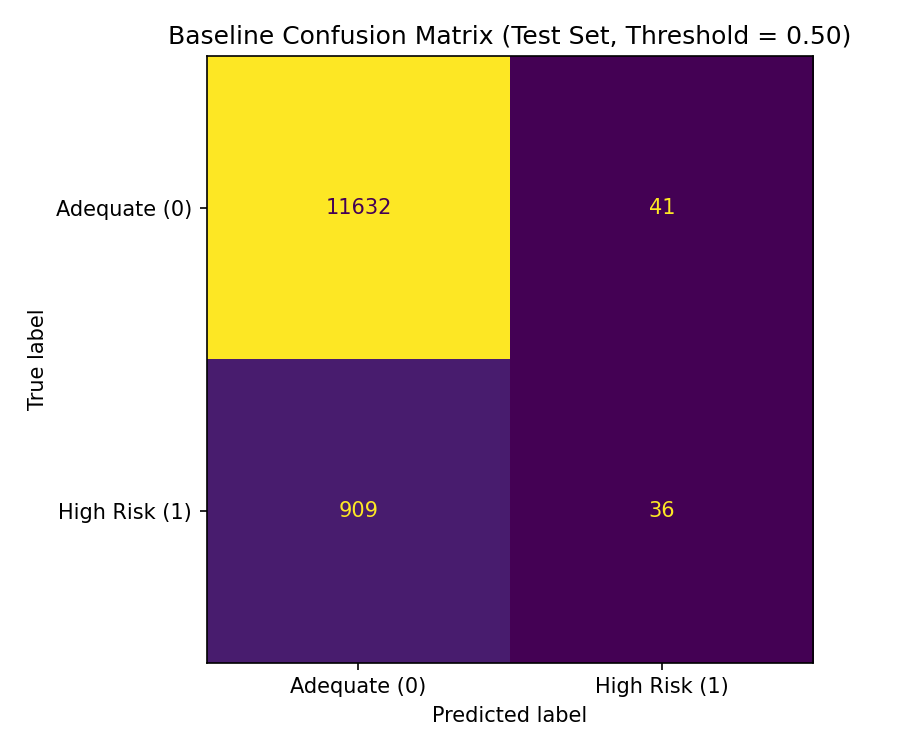 Baseline Confusion Matrix (Test Set, Threshold = 0.50)
True label
Adequate (0)
11632
41
High Risk (1)
909
36
Adequate (0)
High Risk (1)
Predicted label